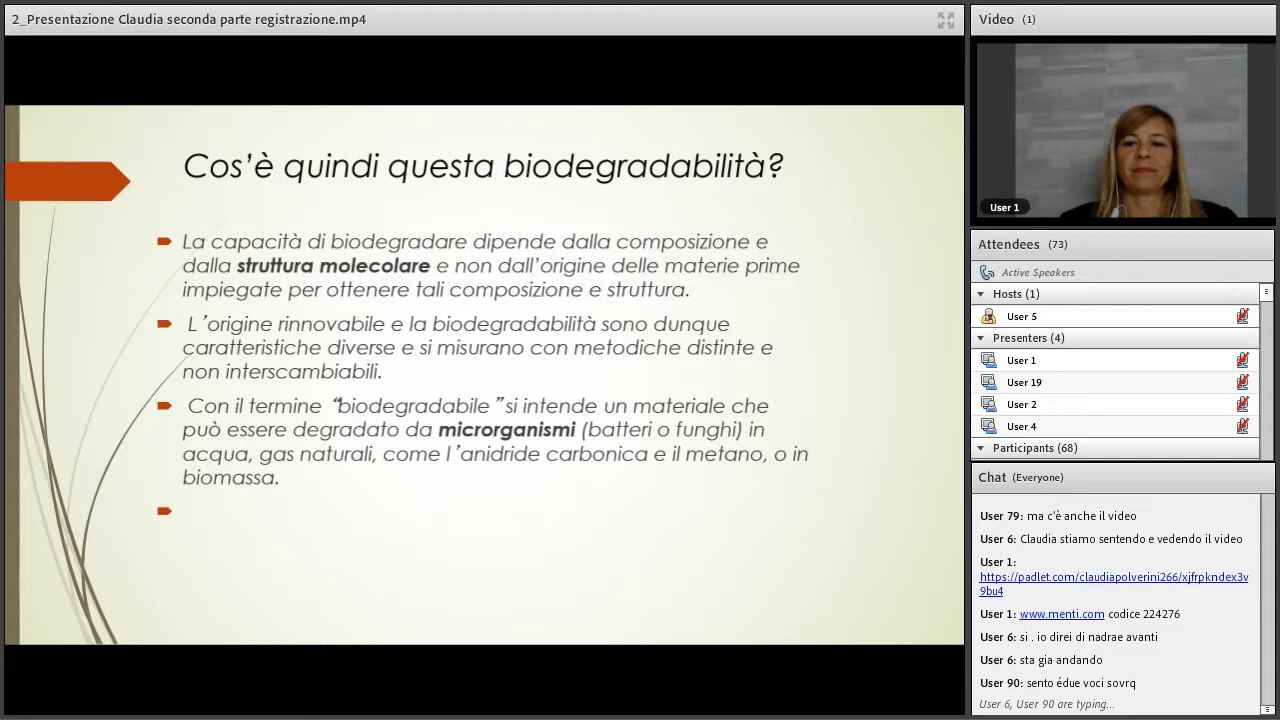 2_Presentazione Claudia seconda parte registrazione.mp4
Cos’è quindi questa biodegradabilità?
La capacità di biodegradare dipende dalla composizione e
dalla struttura molecolare e non dall’origine delle materie prime
impiegate per ottenere tali composizione e struttura.
L’origine rinnovabile e la biodegradabilità sono dunque
caratteristiche diverse e si misurano con metodiche distinte e
non interscambiabili.
Con il termine “biodegradabile” si intende un materiale che
può essere degradato da microrganismi (batteri o funghi) in
acqua, gas naturali, come l’anidride carbonica e il metano, o in
biomassa.
Video (1)
User 1
Attendees (73)
Active Speakers
Hosts (1)
User 5
Presenters (4)
User 1
User 19
User 2
User 4
Participants (68)
Chat (Everyone)
User 79: ma c'è anche il video
User 6: Claudia stiamo sentendo e vedendo il video
User 1:
https://padlet.com/claudiapolverini266/xjfrpkndex3v
9bu4
User 1: www.menti.com codice 224276
User 6: si . io direi di nadrae avanti
User 6: sta gia andando
User 90: sento édue voci sovrq
User 6, User 90 are typing...